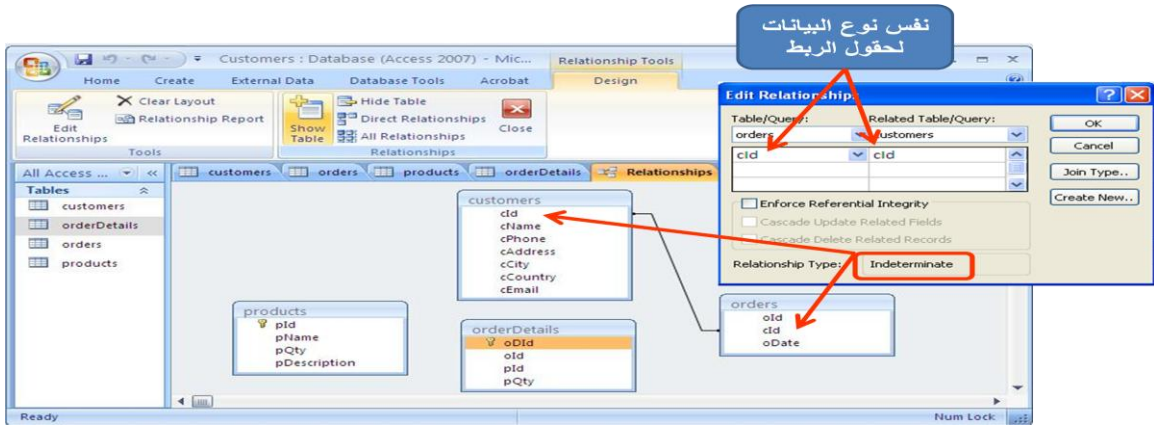 نفس نوع البيانات
لحقول الربط
Customers : Database (Access 2007) - Mic...
Relationship Tools
Home Create External Data Database Tools Acrobat Design
Edit Relationships
Clear Layout
Relationship Report
Tools
Show Table
Hide Table
Direct Relationships
All Relationships
Close
Relationships
All Access ...
Tables
customers
orderDetails
orders
products
customers orders products orderDetails Relationships
customers
cId
cName
cPhone
cAddress
cCity
cCountry
cEmail
products
pId
pName
pQty
pDescription
orderDetails
oDId
oId
pId
pQty
orders
oId
cId
oDate
Edit Relationships
Table/Query: Related Table/Query:
orders customers
cId cId
Enforce Referential Integrity
Cascade Update Related Fields
Cascade Delete Related Records
Relationship Type: Indeterminate
OK
Cancel
Join Type..
Create New..
Ready Num Lock